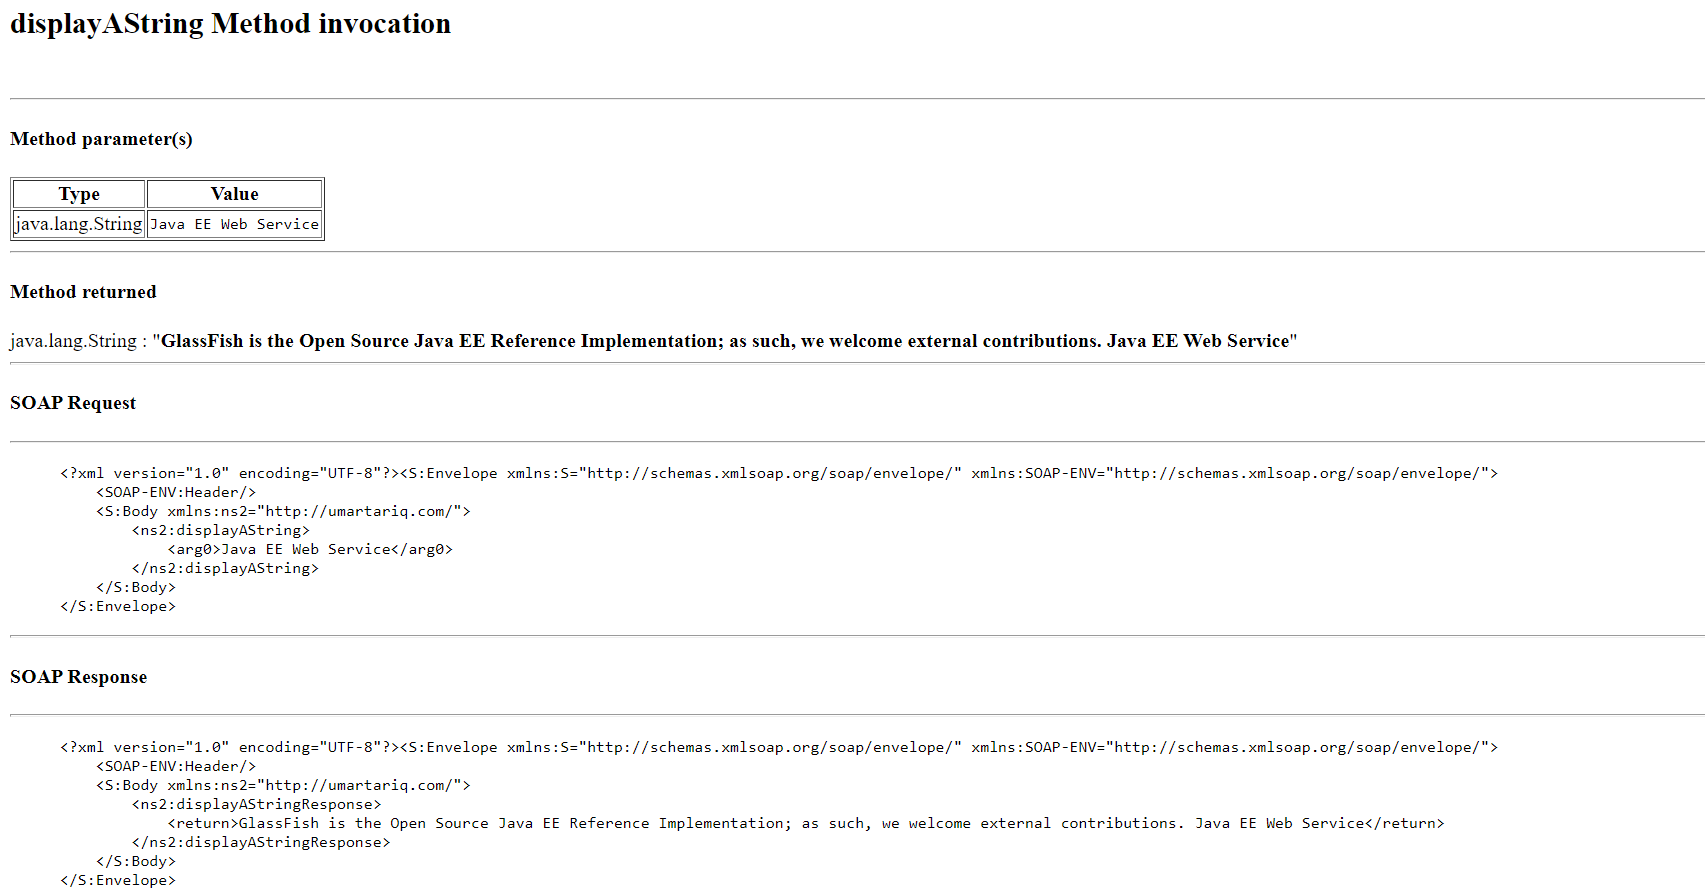 displayAString Method invocation
Method parameter(s)
Type Value
java.lang.String Java EE Web Service
Method returned
java.lang.String : "GlassFish is the Open Source Java EE Reference Implementation; as such, we welcome external contributions. Java EE Web Service"
SOAP Request
<?xml version="1.0" encoding="UTF-8"?><S:Envelope xmlns:S="http://schemas.xmlsoap.org/soap/envelope/" xmlns:SOAP-ENV="http://schemas.xmlsoap.org/soap/envelope/">
<SOAP-ENV:Header/>
<S:Body xmlns:ns2="http://umartariq.com/">
<ns2:displayAString>
<arg0>Java EE Web Service</arg0>
</ns2:displayAString>
</S:Body>
</S:Envelope>
SOAP Response
<?xml version="1.0" encoding="UTF-8"?><S:Envelope xmlns:S="http://schemas.xmlsoap.org/soap/envelope/" xmlns:SOAP-ENV="http://schemas.xmlsoap.org/soap/envelope/">
<SOAP-ENV:Header/>
<S:Body xmlns:ns2="http://umartariq.com/">
<ns2:displayAStringResponse>
<return>GlassFish is the Open Source Java EE Reference Implementation; as such, we welcome external contributions. Java EE Web Service</return>
</ns2:displayAStringResponse>
</S:Body>
</S:Envelope>